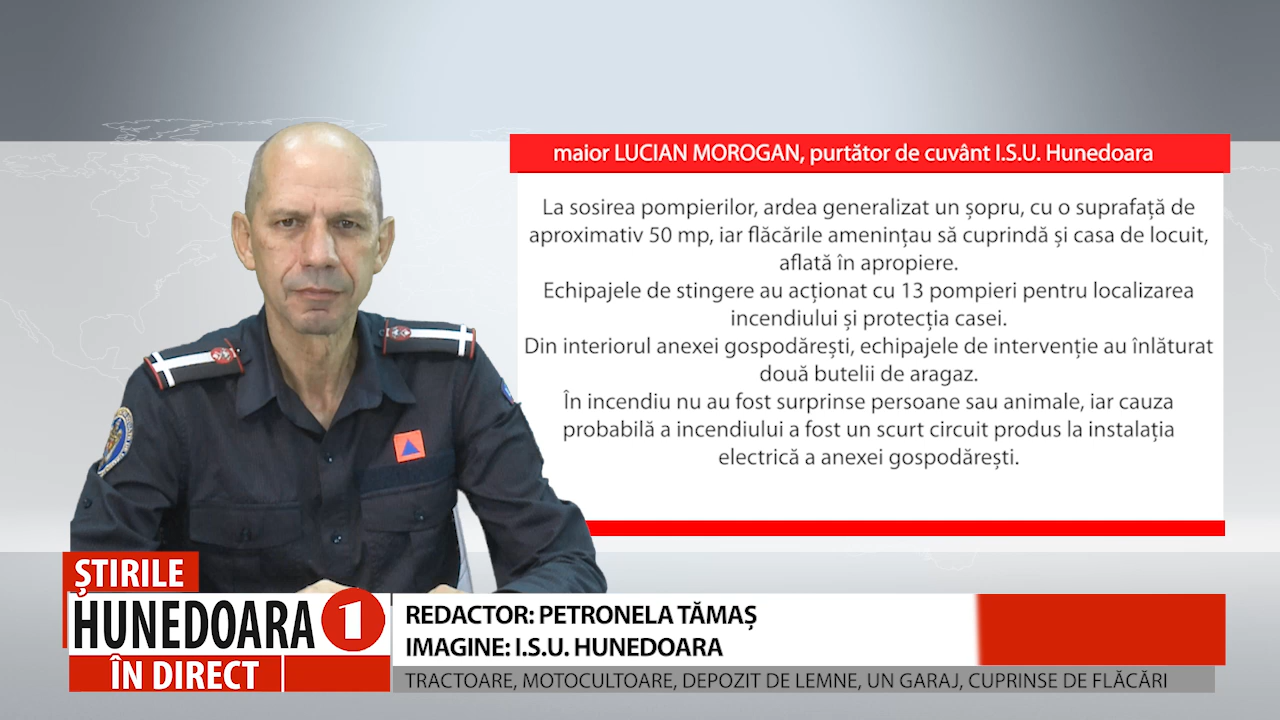 maior LUCIAN MOROGAN, purtător de cuvânt I.S.U. Hunedoara
La sosirea pompierilor, ardea generalizat un șopru, cu o suprafață de
aproximativ 50 mp, iar flăcările amenințau să cuprindă și casa de locuit,
aflată în apropiere.
Echipajele de stingere au acționat cu 13 pompieri pentru localizarea
incendiului și protecția casei.
Din interiorul anexei gospodărești, echipajele de intervenție au înlăturat
două butelii de aragaz.
În incendiu nu au fost surprinse persoane sau animale, iar cauza
probabilă a incendiului a fost un scurt circuit produs la instalația
electrică a anexei gospodărești.
ȘTIRILE
HUNEDOARA 1
ÎN DIRECT
REDACTOR: PETRONELA TĂMAȘ
IMAGINE: I.S.U. HUNEDOARA
TRACTOARE, MOTOCULTOARE, DEPOZIT DE LEMNE, UN GARAJ, CUPRINSE DE FLĂCĂRI